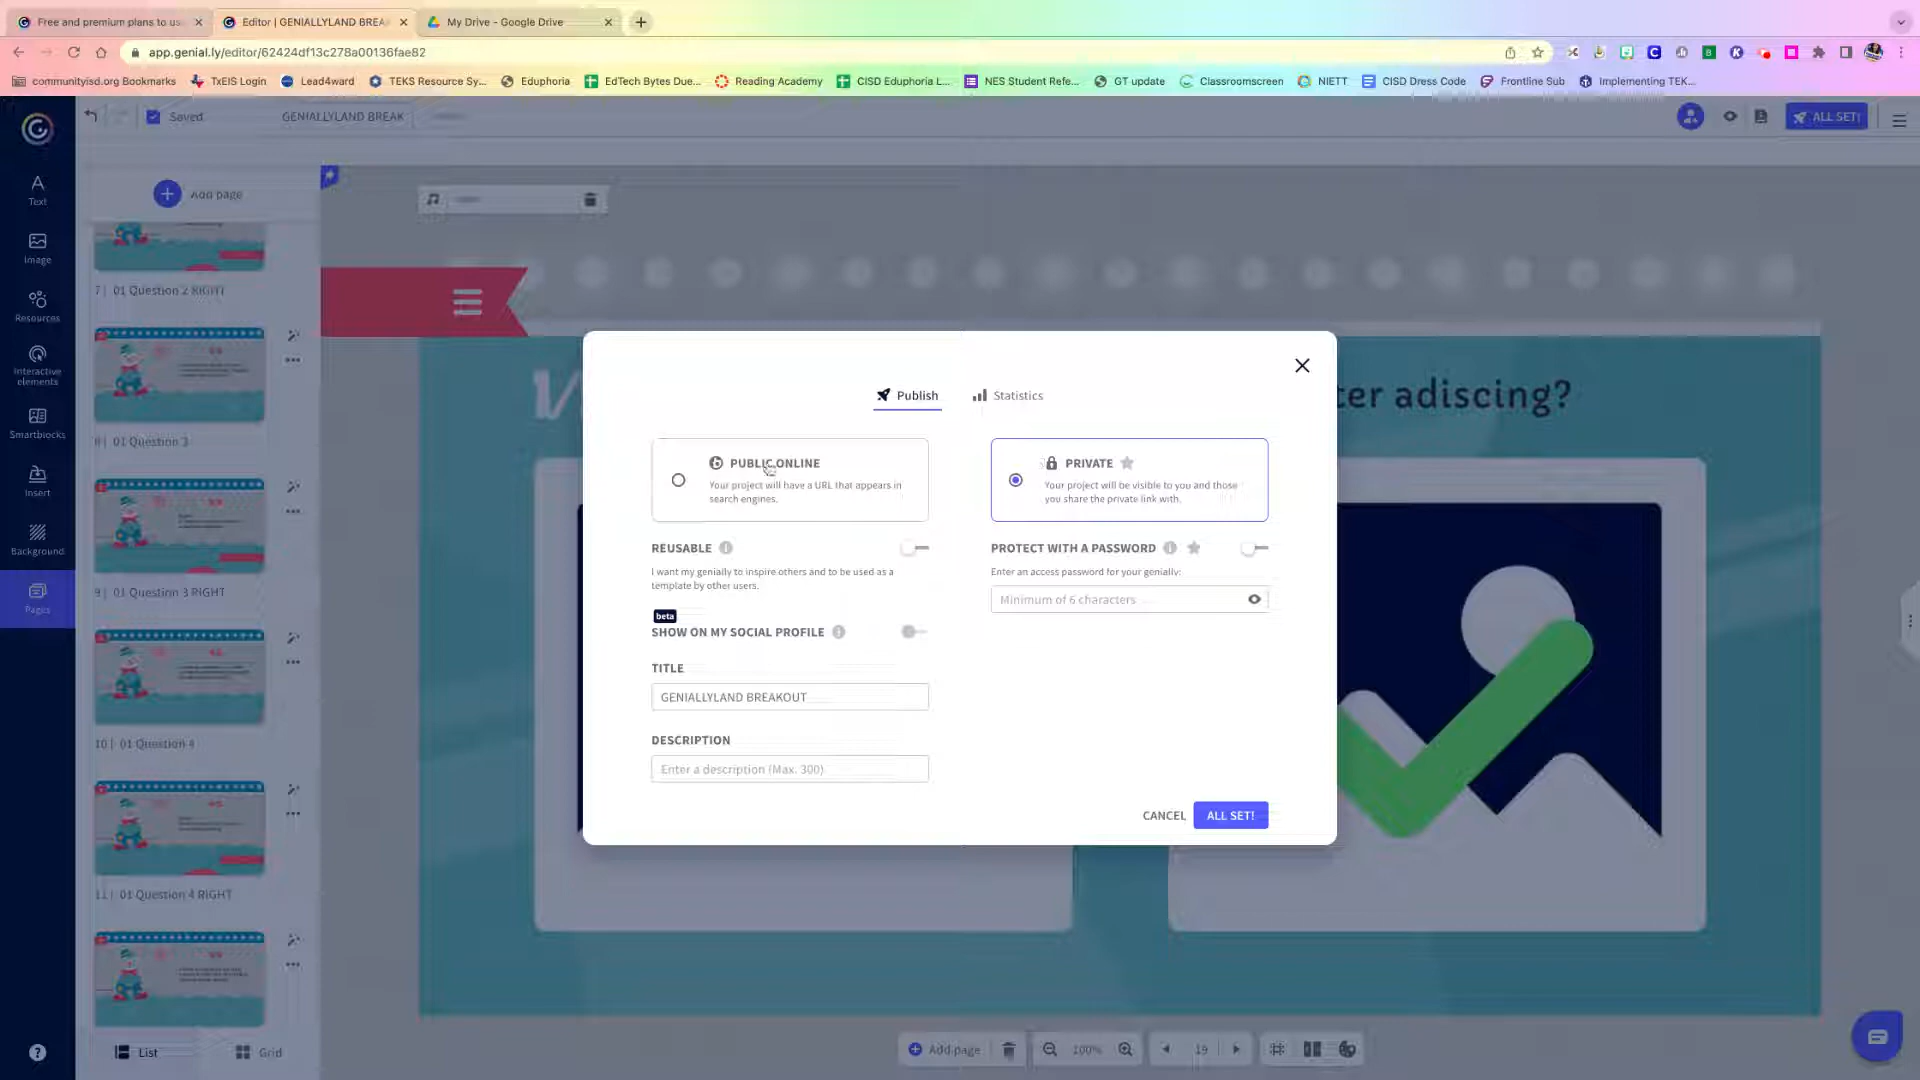 Free and premium plans to us
Editor | GENIALLYLAND BREA
My Drive - Google Drive
app.genial.ly/editor/62424df13c278a00136fae82
communityisd.org Bookmarks
TxEIS Login
Lead4ward
TEKS Resource Sy...
Eduphoria
EdTech Bytes Due...
Reading Academy
CISD Eduphoria L...
NES Student Refe...
GT update
Classroomscreen
NIETT
CISD Dress Code
Frontline Sub
Implementing TEK...
Saved
GENIALLYLAND BREAK
ALL SET!
Text
Image
Resources
Interactive
elements
Smartblocks
Insert
Background
Pages
Add page
7 | 01 Question 2 RIGHT
8 | 01 Question 3
9 | 01 Question 3 RIGHT
10 | 01 Question 4
11 | 01 Question 4 RIGHT
List
Grid
ter adiscing?
Publish
Statistics
PUBLIC ONLINE
Your project will have a URL that appears in
search engines.
PRIVATE
Your project will be visible to you and those
you share the private link with.
REUSABLE
I want my genially to inspire others and to be used as a
template by other users.
beta
SHOW ON MY SOCIAL PROFILE
TITLE
GENIALLYLAND BREAKOUT
DESCRIPTION
Enter a description (Max. 300)
PROTECT WITH A PASSWORD
Enter an access password for your genially:
Minimum of 6 characters
CANCEL
ALL SET!
Add page
100%
19